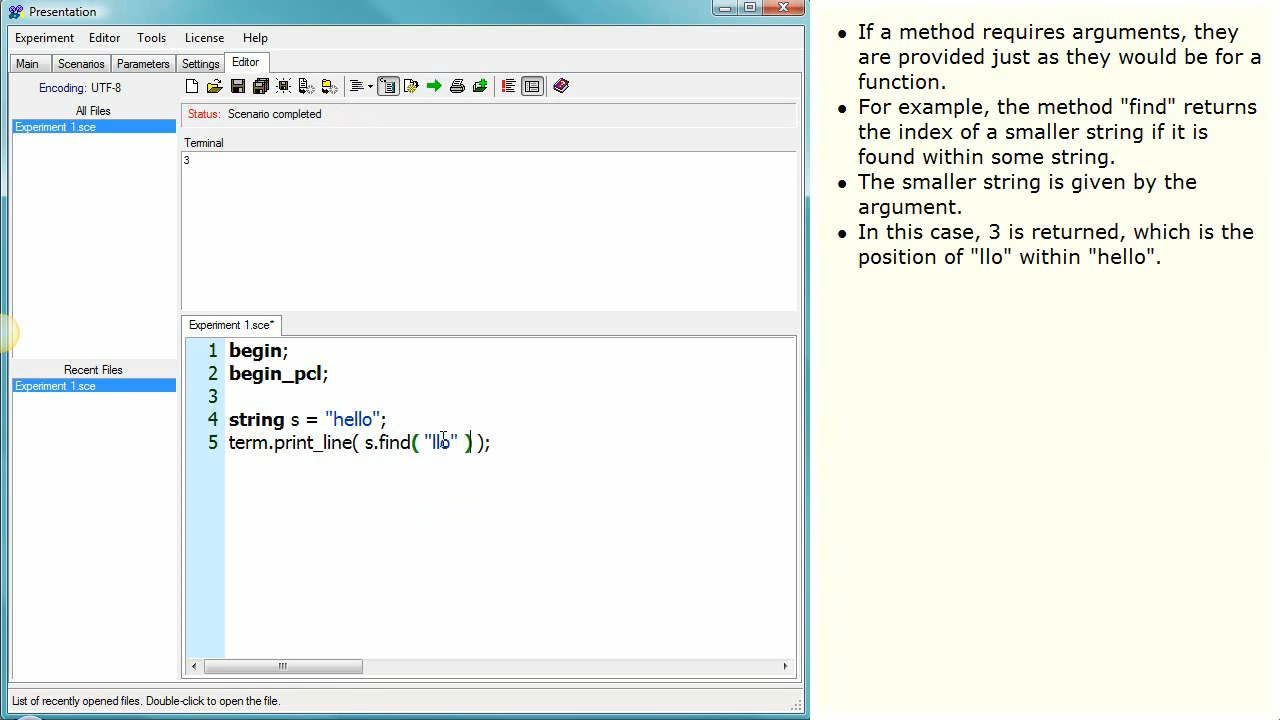 Presentation
Experiment Editor Tools License Help
Main Scenarios Parameters Settings Editor
Encoding: UTF-8
All Files
Experiment 1.sce
Status: Scenario completed
Terminal
3
Recent Files
Experiment 1.sce
Experiment 1.sce*
1 begin;
2 begin_pcl;
3
4 string s = "hello";
5 term.print_line( s.find( "llo" ) );
List of recently opened files. Double-click to open the file.
• If a method requires arguments, they
are provided just as they would be for a
function.
• For example, the method "find" returns
the index of a smaller string if it is
found within some string.
• The smaller string is given by the
argument.
• In this case, 3 is returned, which is the
position of "llo" within "hello".